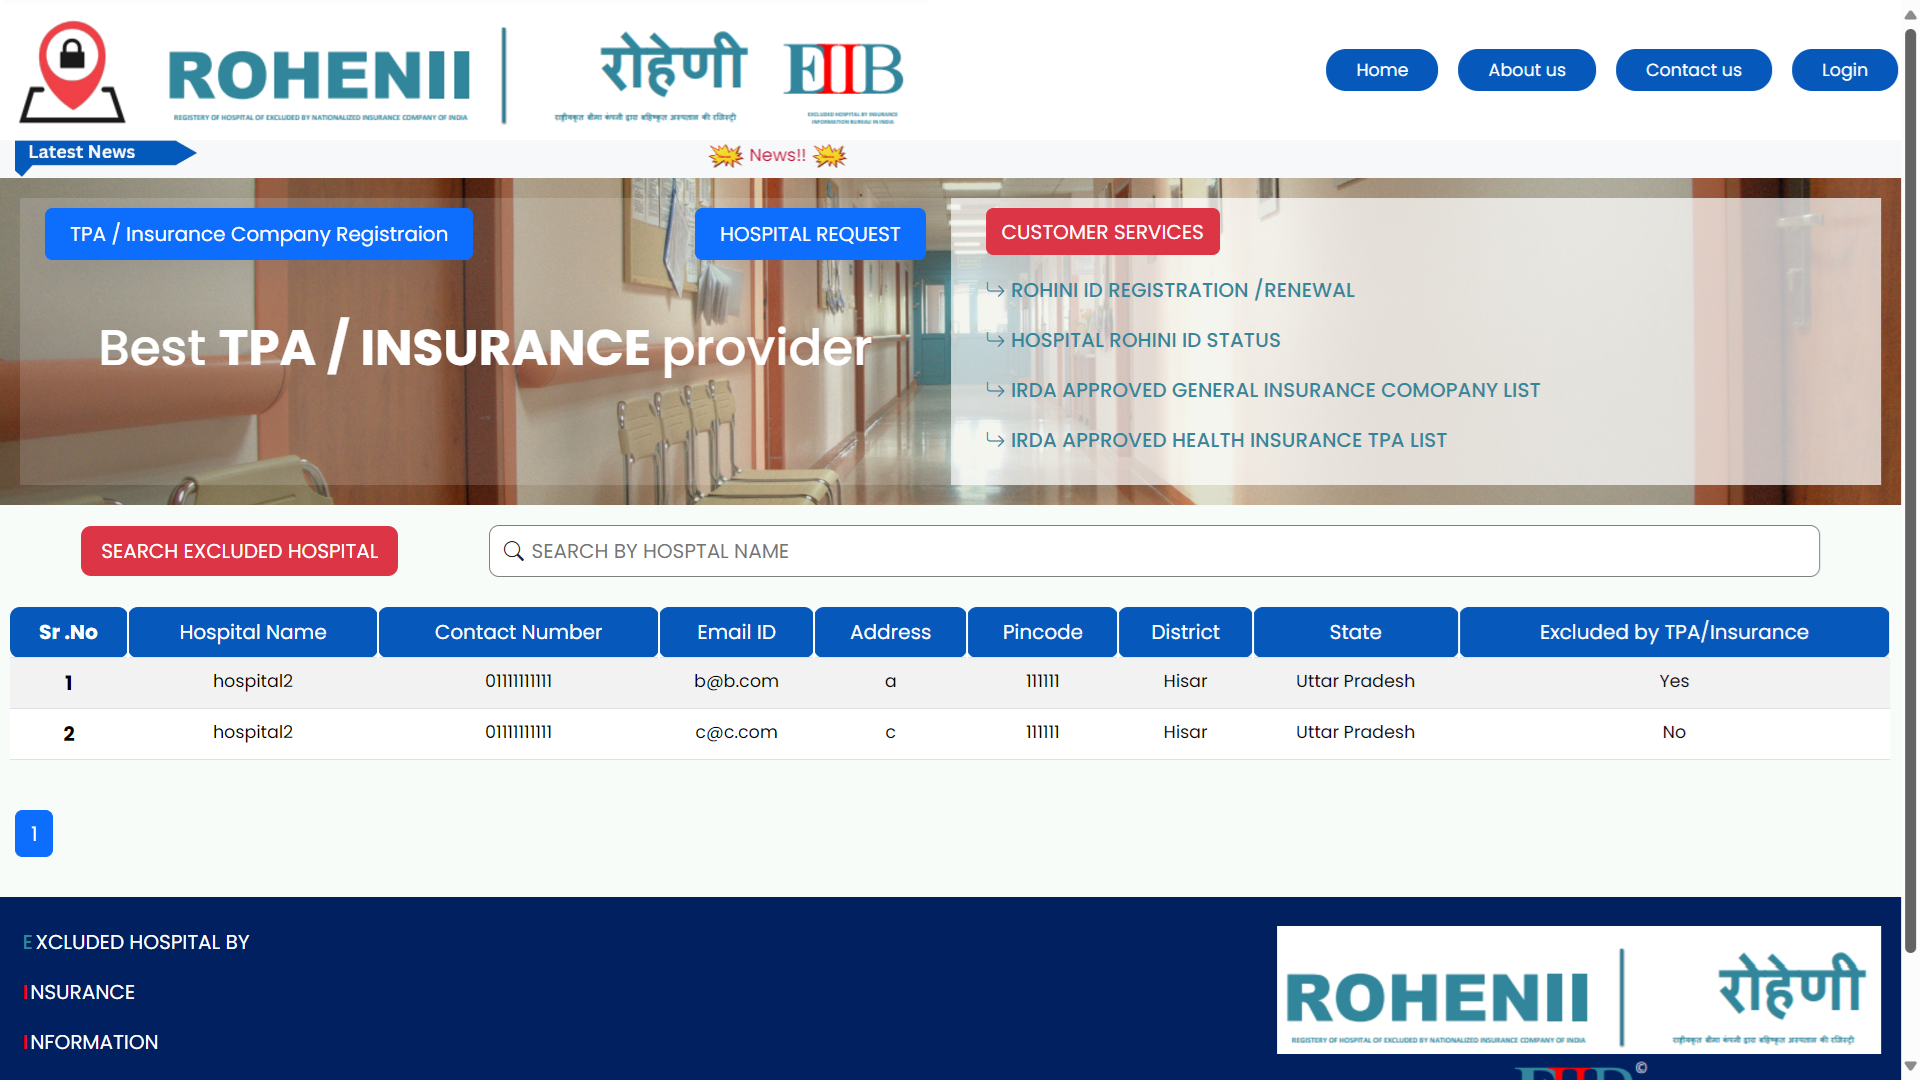 ROHENII
REGISTERY OF HOSPITAL OF EXCLUDED BY NATIONALIZED INSURANCE COMPANY OF INDIA
रोहेणी
राष्ट्रीयकृत बीमा कंपनी द्वारा बहिष्कृत अस्पताल की रजिस्ट्री
EIIB
EXCLUDED HOSPITAL BY INSURANCE
INFORMATION BUREAU IN INDIA
Home
About us
Contact us
Login
Latest News
News!!
TPA / Insurance Company Registraion
HOSPITAL REQUEST
Best TPA / INSURANCE provider
CUSTOMER SERVICES
ROHINI ID REGISTRATION /RENEWAL
HOSPITAL ROHINI ID STATUS
IRDA APPROVED GENERAL INSURANCE COMOPANY LIST
IRDA APPROVED HEALTH INSURANCE TPA LIST
SEARCH EXCLUDED HOSPITAL
SEARCH BY HOSPTAL NAME
Sr .No Hospital Name Contact Number Email ID Address Pincode District State Excluded by TPA/Insurance
1 hospital2 01111111111 b@b.com a 111111 Hisar Uttar Pradesh Yes
2 hospital2 01111111111 c@c.com c 111111 Hisar Uttar Pradesh No
1
EXCLUDED HOSPITAL BY
INSURANCE
INFORMATION
ROHENII
REGISTERY OF HOSPITAL OF EXCLUDED BY NATIONALIZED INSURANCE COMPANY OF INDIA
रोहेणी
राष्ट्रीयकृत बीमा कंपनी द्वारा बहिष्कृत अस्पताल की रजिस्ट्री
EIIB ©